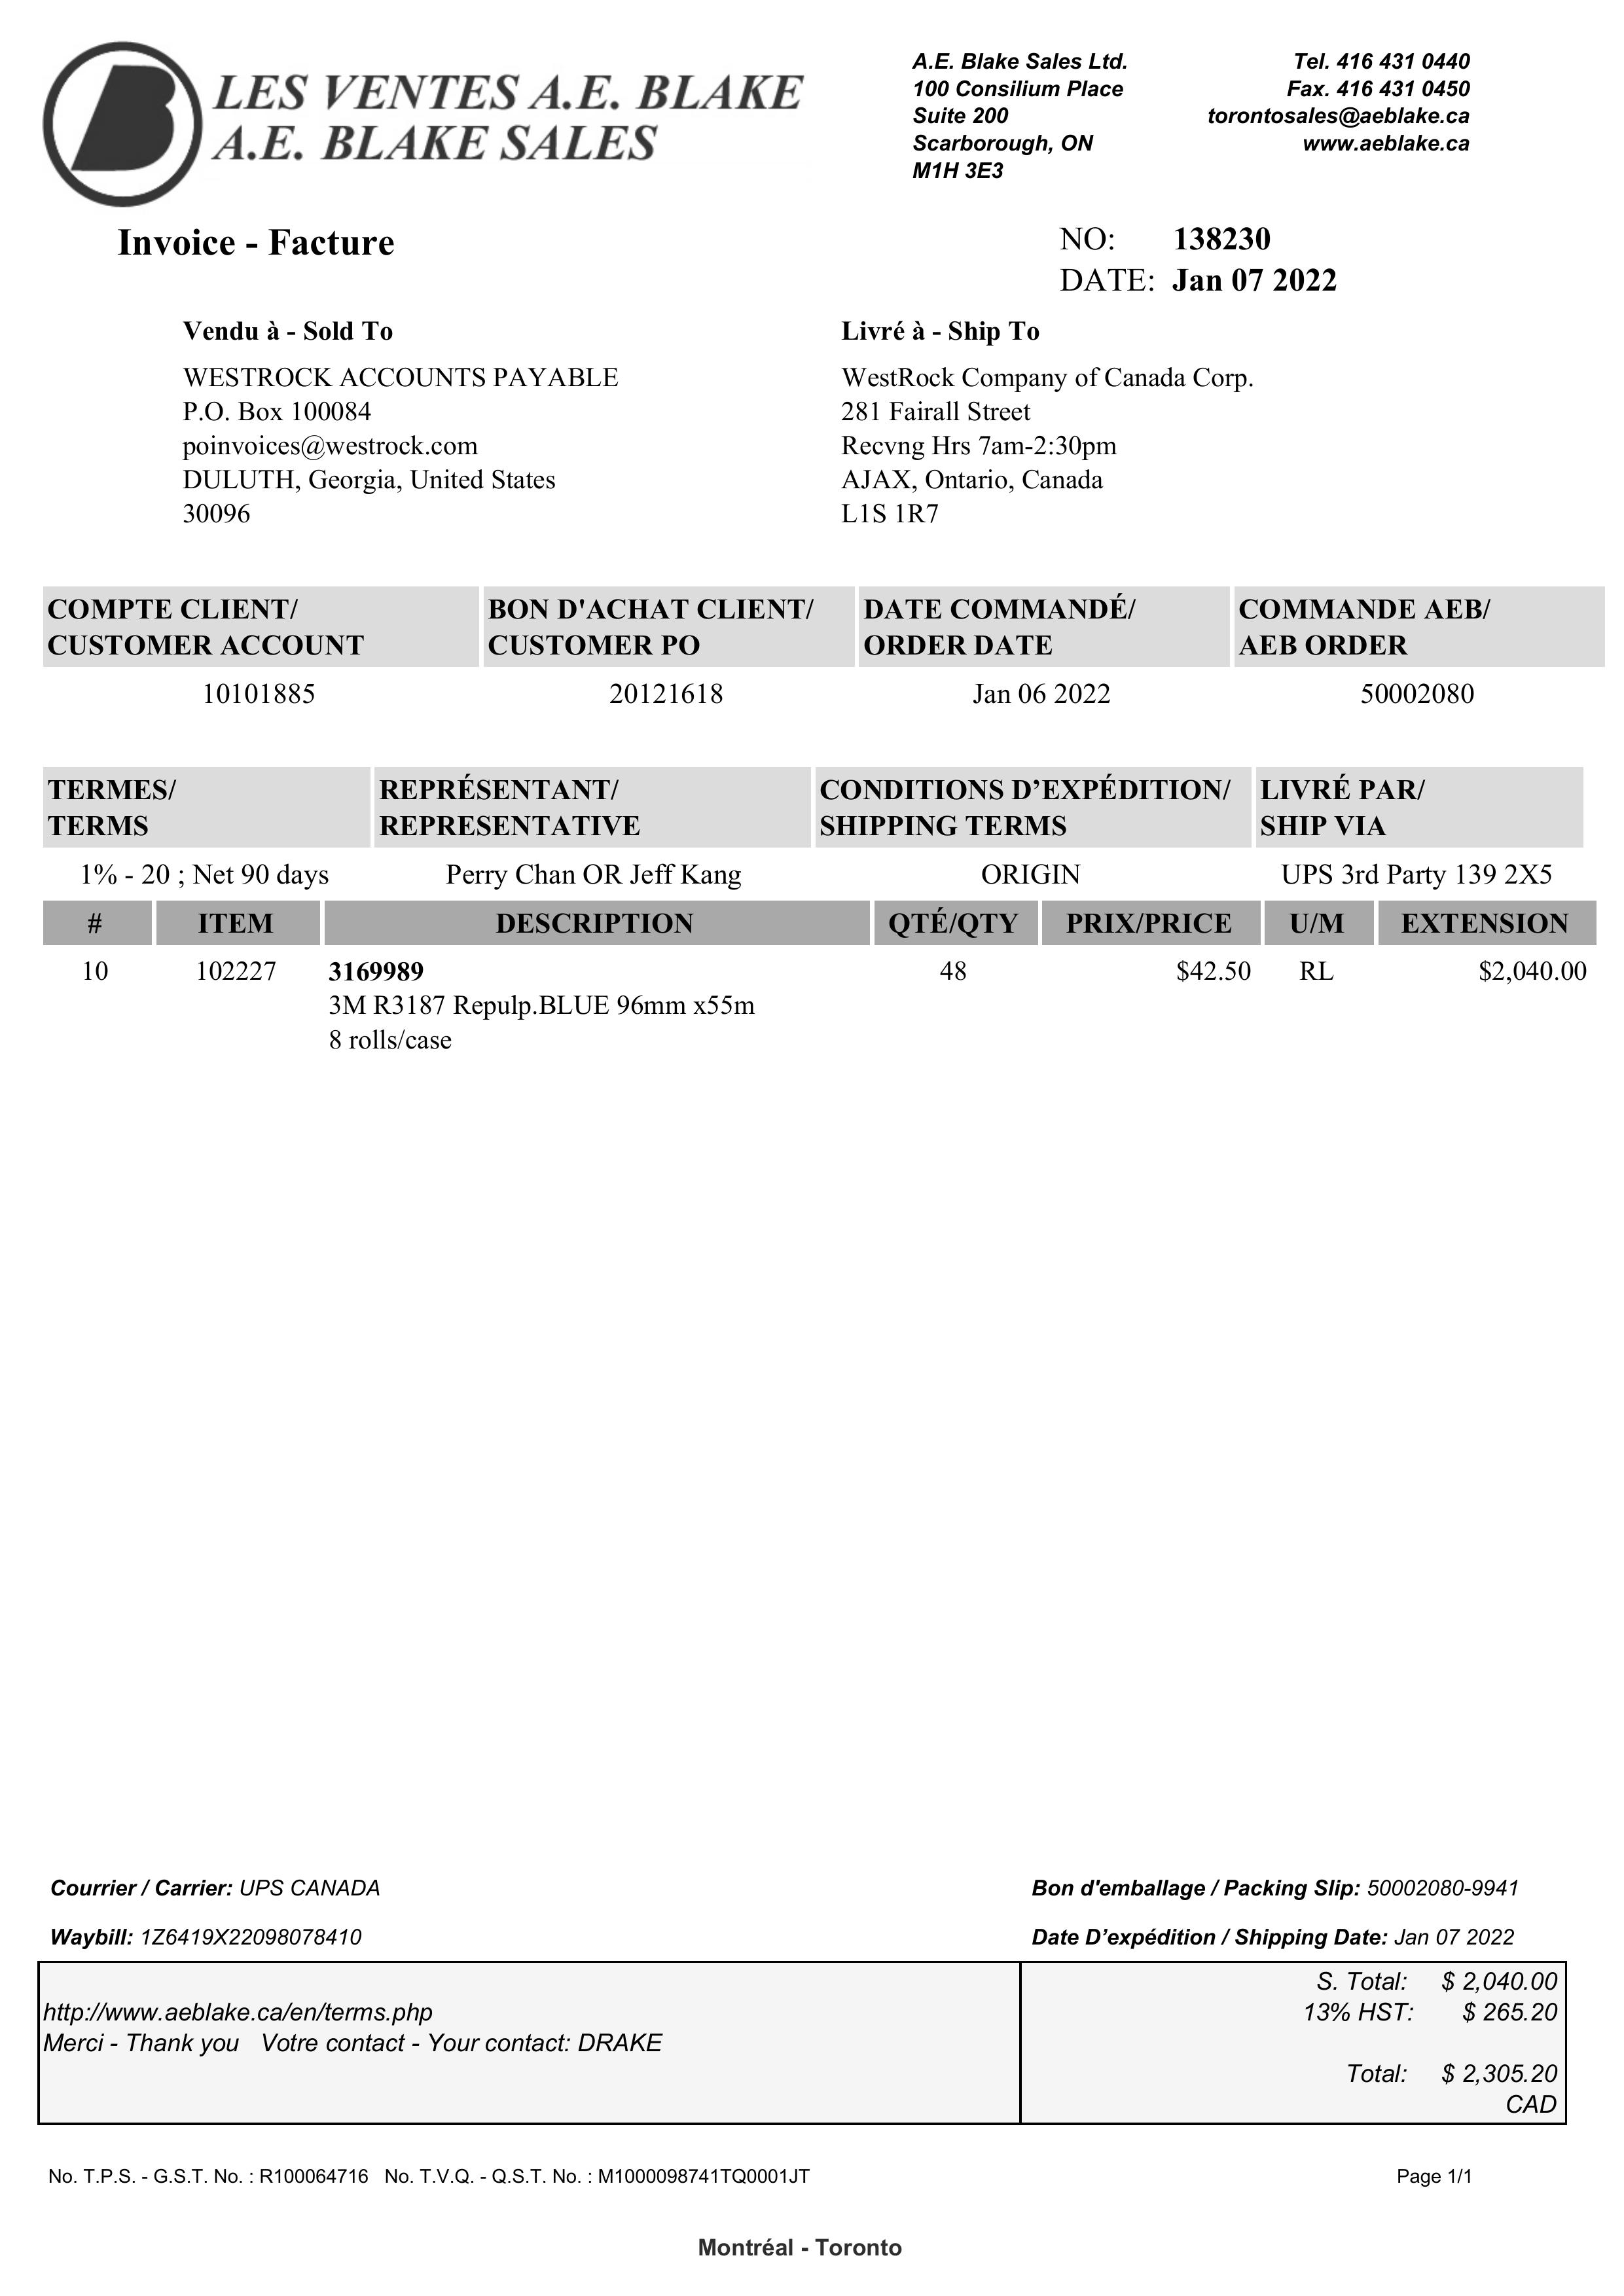 LES VENTES A.E. BLAKE
A.E. BLAKE SALES
A.E. Blake Sales Ltd.
100 Consilium Place
Suite 200
Scarborough, ON
M1H 3E3
Tel. 416 431 0440
Fax. 416 431 0450
torontosales@aeblake.ca
www.aeblake.ca
Invoice - Facture
NO: 138230
DATE: Jan 07 2022
Vendu à - Sold To
WESTROCK ACCOUNTS PAYABLE
P.O. Box 100084
poinvoices@westrock.com
DULUTH, Georgia, United States
30096
Livré à - Ship To
WestRock Company of Canada Corp.
281 Fairall Street
Recvng Hrs 7am-2:30pm
AJAX, Ontario, Canada
L1S 1R7
COMPTE CLIENT/ BON D'ACHAT CLIENT/ DATE COMMANDÉ/ COMMANDE AEB/
CUSTOMER ACCOUNT CUSTOMER PO ORDER DATE AEB ORDER
10101885 20121618 Jan 06 2022 50002080
TERMES/ REPRÉSENTANT/ CONDITIONS D’EXPÉDITION/ LIVRÉ PAR/
TERMS REPRESENTATIVE SHIPPING TERMS SHIP VIA
1% - 20 ; Net 90 days Perry Chan OR Jeff Kang ORIGIN UPS 3rd Party 139 2X5
# ITEM DESCRIPTION QTÉ/QTY PRIX/PRICE U/M EXTENSION
10 102227 3169989 48 $42.50 RL $2,040.00
3M R3187 Repulp.BLUE 96mm x55m
8 rolls/case
Courrier / Carrier: UPS CANADA
Bon d'emballage / Packing Slip: 50002080-9941
Waybill: 1Z6419X22098078410
Date D’expédition / Shipping Date: Jan 07 2022
http://www.aeblake.ca/en/terms.php
Merci - Thank you Votre contact - Your contact: DRAKE
S. Total: $ 2,040.00
13% HST: $ 265.20
Total: $ 2,305.20
CAD
No. T.P.S. - G.S.T. No. : R100064716 No. T.V.Q. - Q.S.T. No. : M1000098741TQ0001JT
Page 1/1
Montréal - Toronto